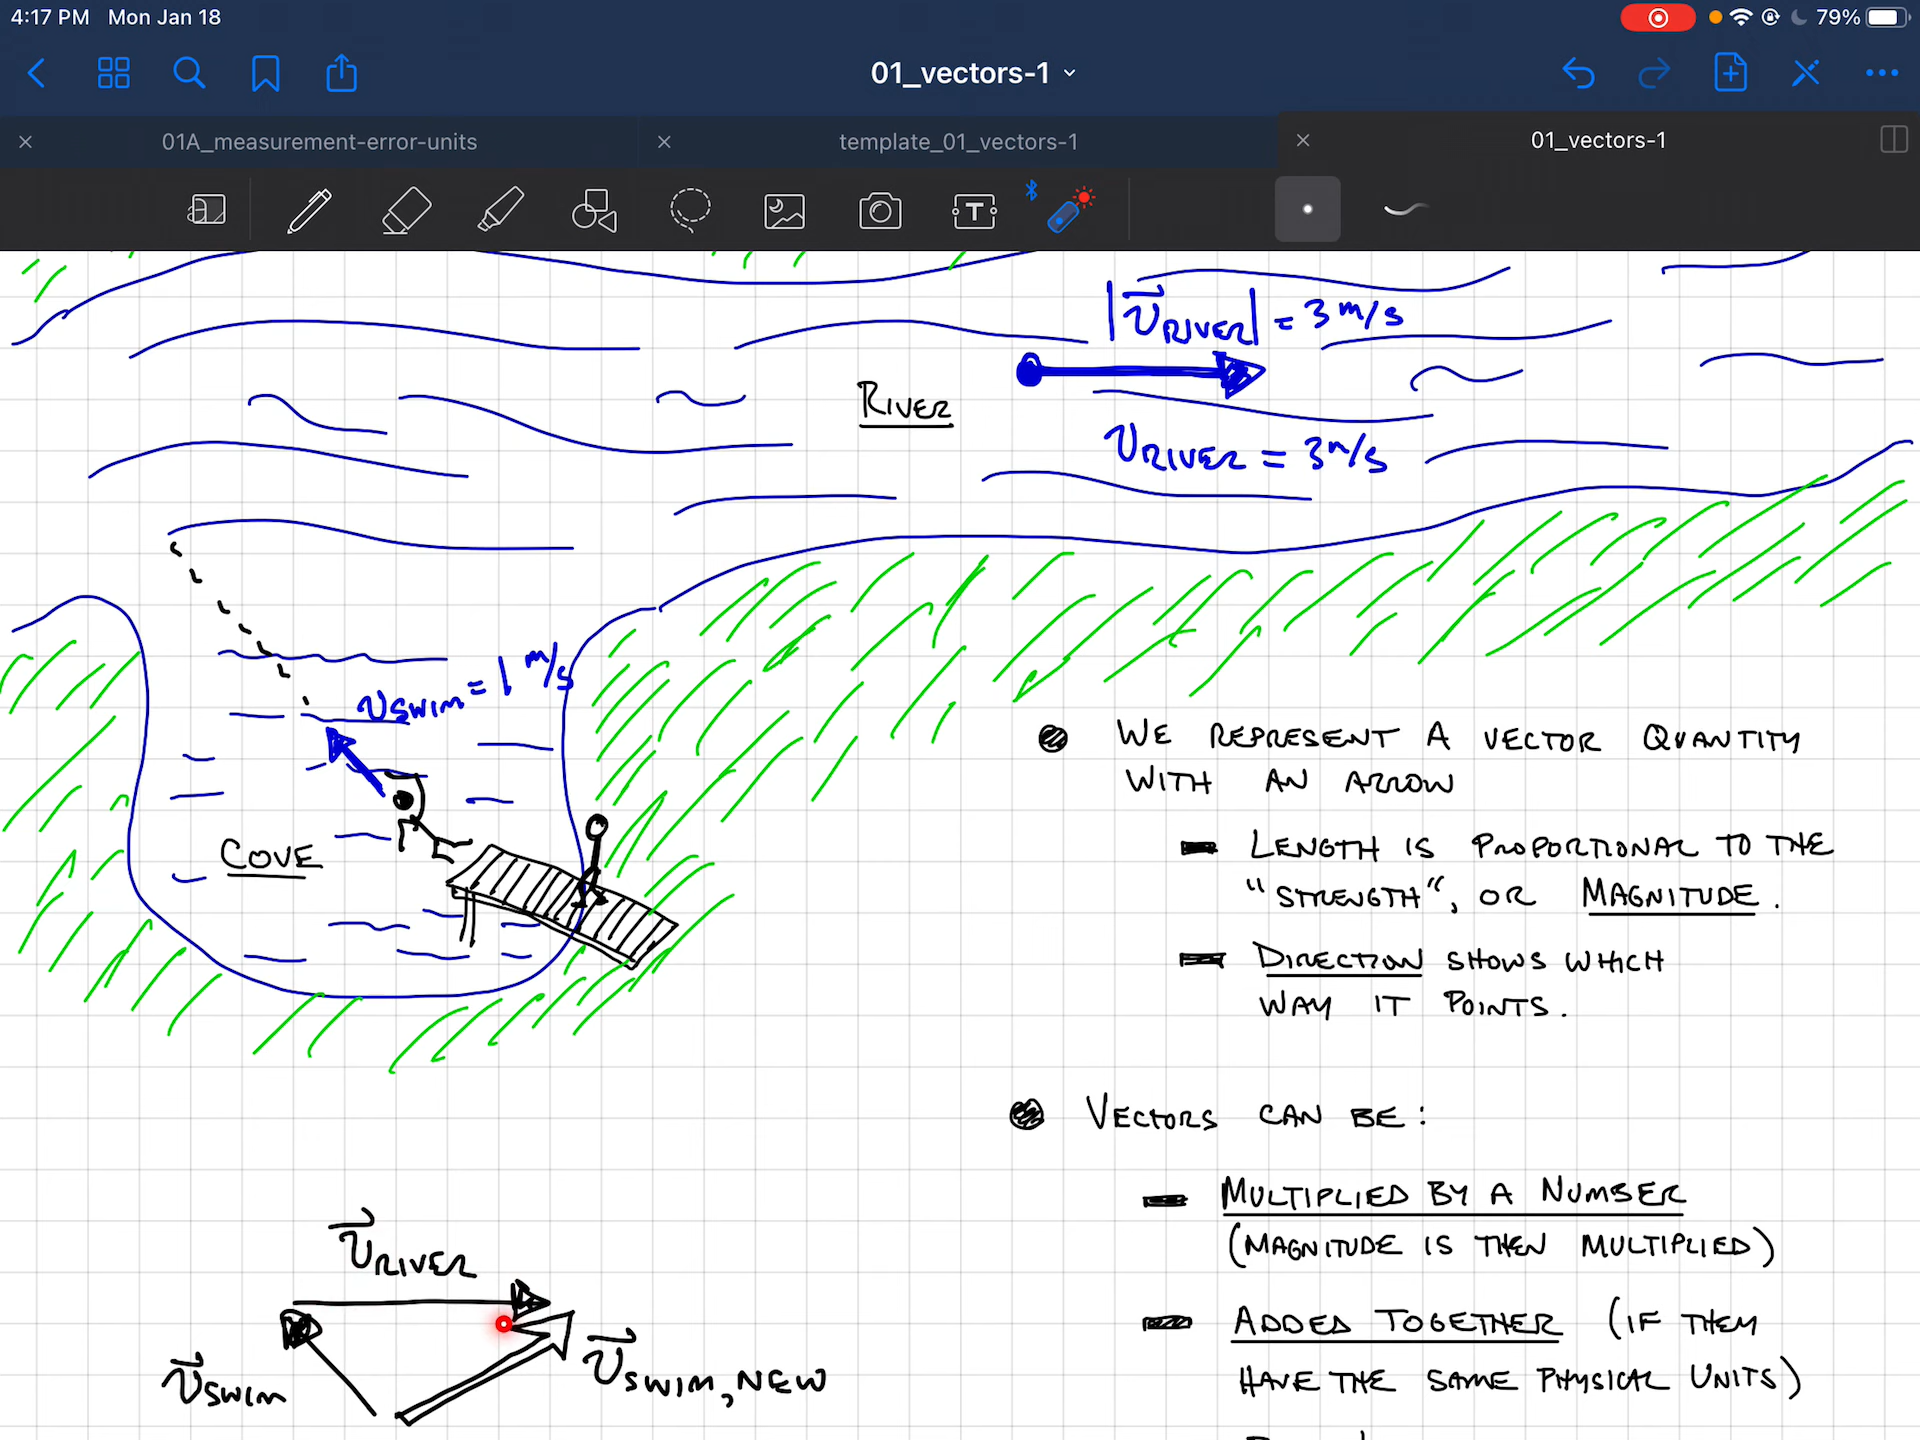 4:17 PM Mon Jan 18
79%
01_vectors-1
01A_measurement-error-units
template_01_vectors-1
01_vectors-1
|v⃗RIVER| = 3 m/s
RIVER
vRIVER = 3 m/s
vSWIM = 1 m/s
COVE
WE REPRESENT A VECTOR QUANTITY
WITH AN ARROW
LENGTH IS PROPORTIONAL TO THE
"STRENGTH", OR MAGNITUDE.
DIRECTION SHOWS WHICH
WAY IT POINTS.
VECTORS CAN BE:
MULTIPLIED BY A NUMBER
(MAGNITUDE IS THEN MULTIPLIED)
ADDED TOGETHER (IF THEY
HAVE THE SAME PHYSICAL UNITS)
v⃗RIVER
v⃗SWIM
v⃗SWIM, NEW